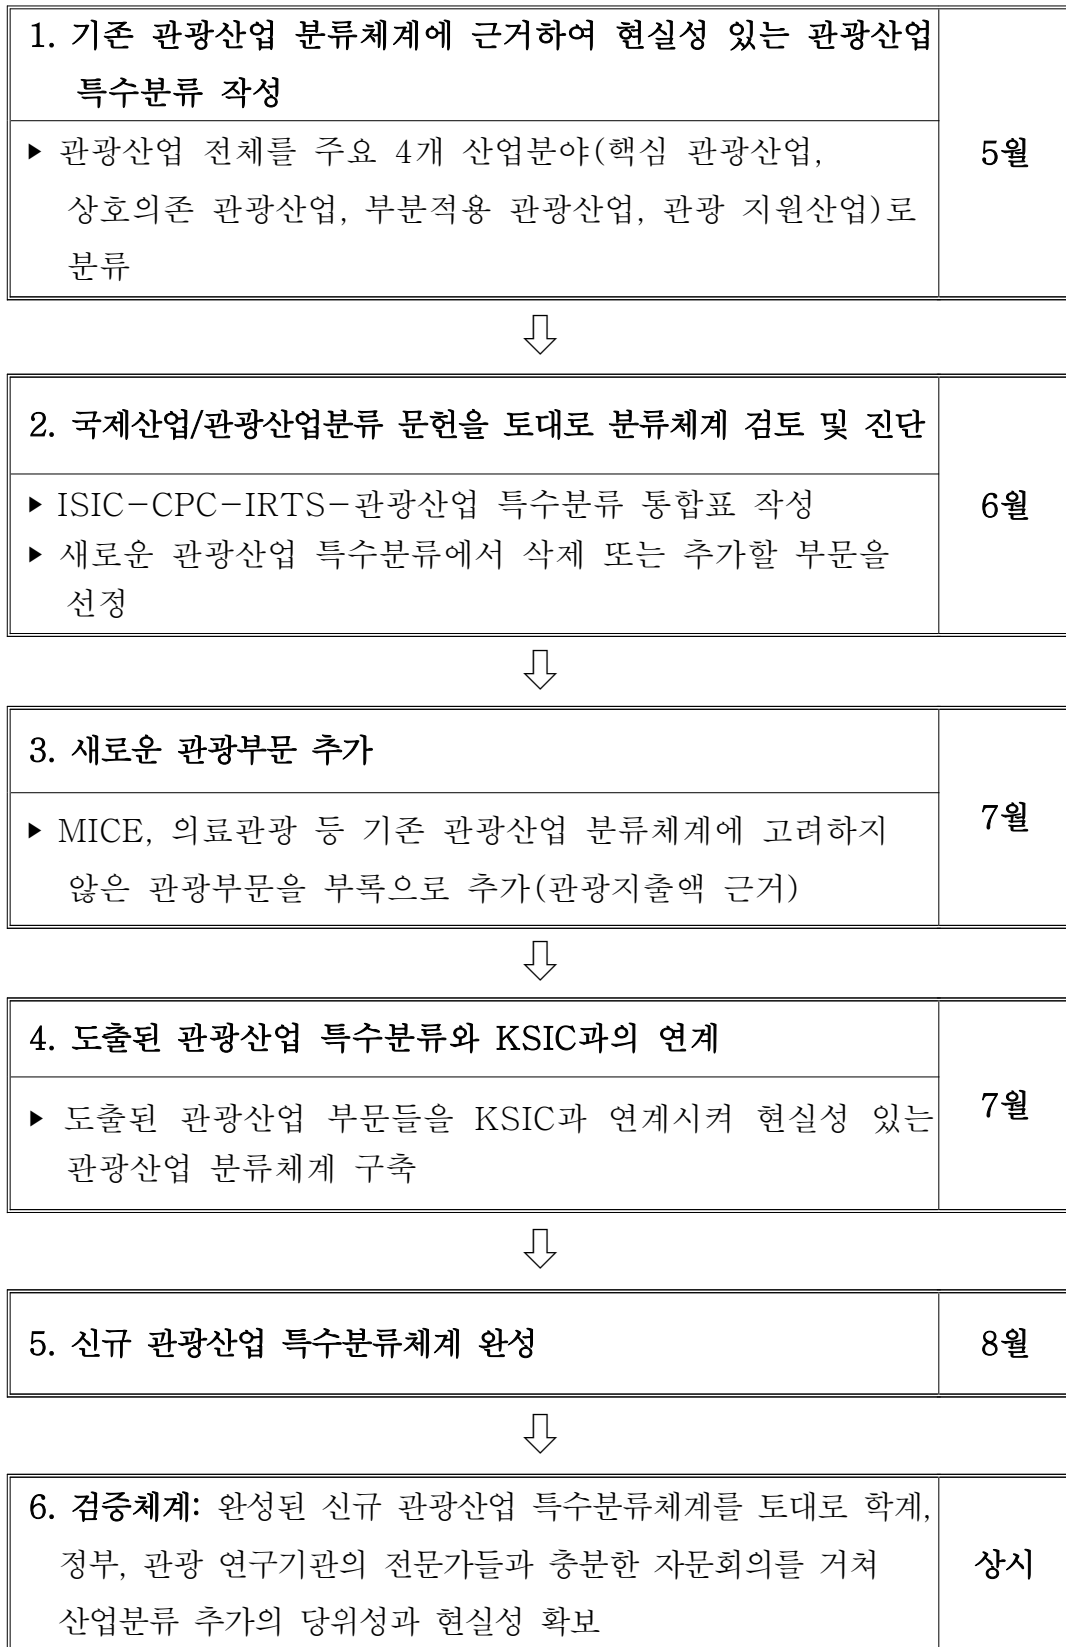 1. 기존 관광산업 분류체계에 근거하여 현실성 있는 관광산업
특수분류 작성
▶ 관광산업 전체를 주요 4개 산업분야(핵심 관광산업,
상호의존 관광산업, 부분적용 관광산업, 관광 지원산업)로
분류
5월
2. 국제산업/관광산업분류 문헌을 토대로 분류체계 검토 및 진단
▶ ISIC-CPC-IRTS-관광산업 특수분류 통합표 작성
▶ 새로운 관광산업 특수분류에서 삭제 또는 추가할 부문을
선정
6월
3. 새로운 관광부문 추가
▶ MICE, 의료관광 등 기존 관광산업 분류체계에 고려하지
않은 관광부문을 부록으로 추가(관광지출액 근거)
7월
4. 도출된 관광산업 특수분류와 KSIC과의 연계
▶ 도출된 관광산업 부문들을 KSIC과 연계시켜 현실성 있는
관광산업 분류체계 구축
7월
5. 신규 관광산업 특수분류체계 완성
8월
6. 검증체계: 완성된 신규 관광산업 특수분류체계를 토대로 학계,
정부, 관광 연구기관의 전문가들과 충분한 자문회의를 거쳐
산업분류 추가의 당위성과 현실성 확보
상시